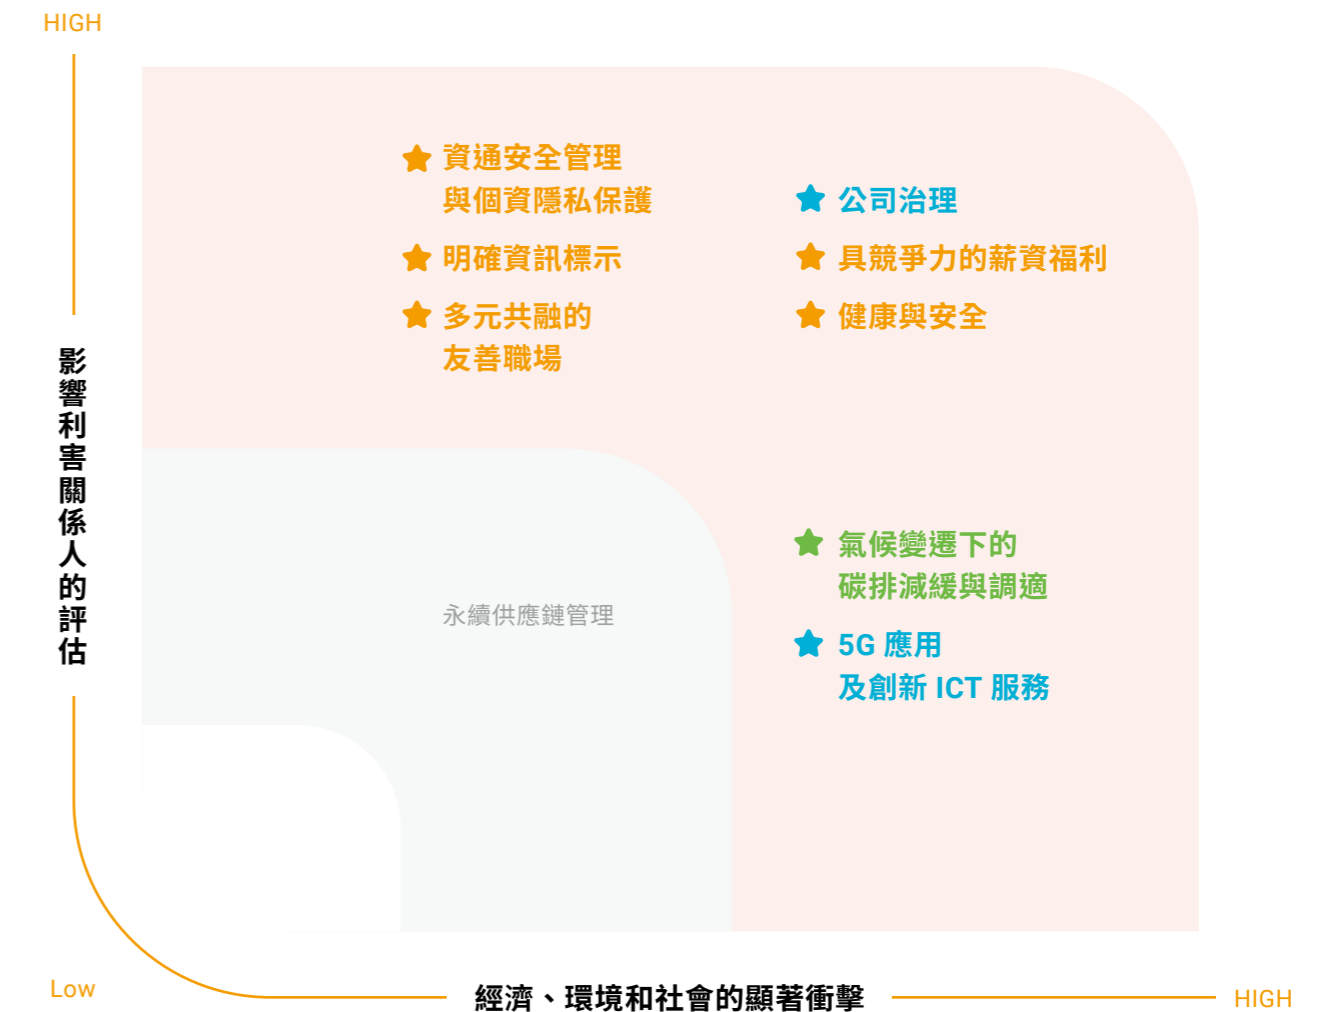 HIGH
資通安全管理
與個資隱私保護
明確資訊標示
多元共融的
友善職場
公司治理
具競爭力的薪資福利
健康與安全
影響利害關係人的評估
氣候變遷下的
碳排減緩與調適
永續供應鏈管理
5G 應用
及創新 ICT 服務
Low
經濟、環境和社會的顯著衝擊
HIGH